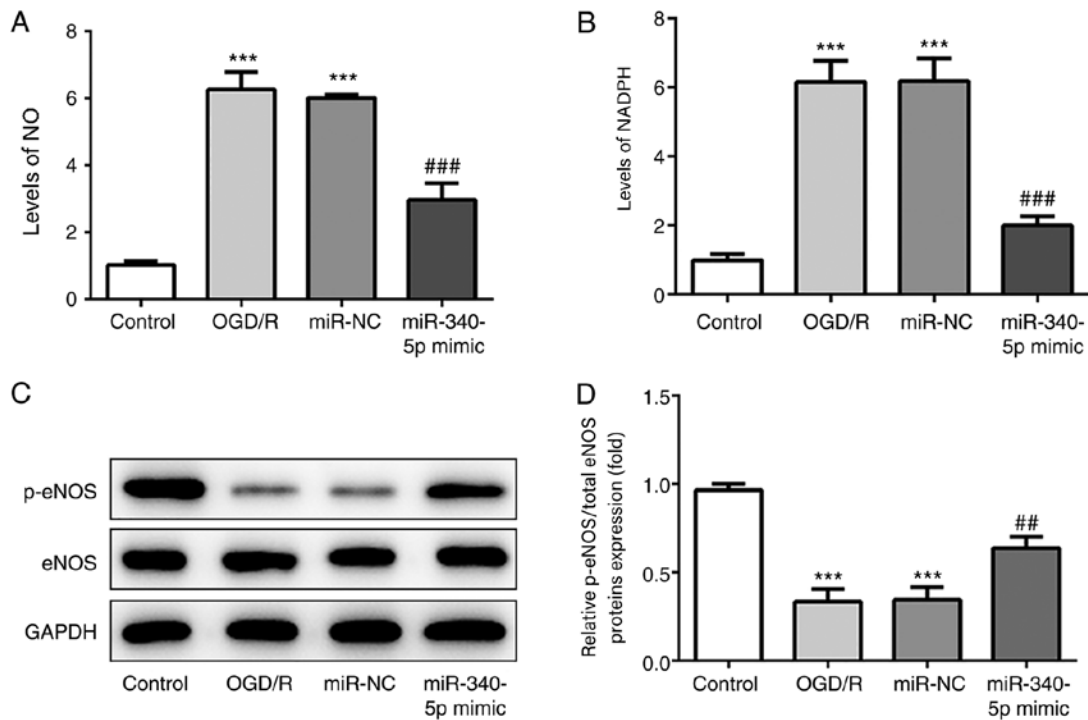 A
Levels of NO
8
6
4
2
0
***
***
###
Control
OGD/R
miR-NC
miR-340-
5p mimic
B
Levels of NADPH
8
6
4
2
0
***
***
###
Control
OGD/R
miR-NC
miR-340-
5p mimic
C
p-eNOS
eNOS
GAPDH
Control
OGD/R
miR-NC
miR-340-
5p mimic
D
Relative p-eNOS/total eNOS
proteins expression (fold)
1.5
1.0
0.5
0.0
***
***
##
Control
OGD/R
miR-NC
miR-340-
5p mimic